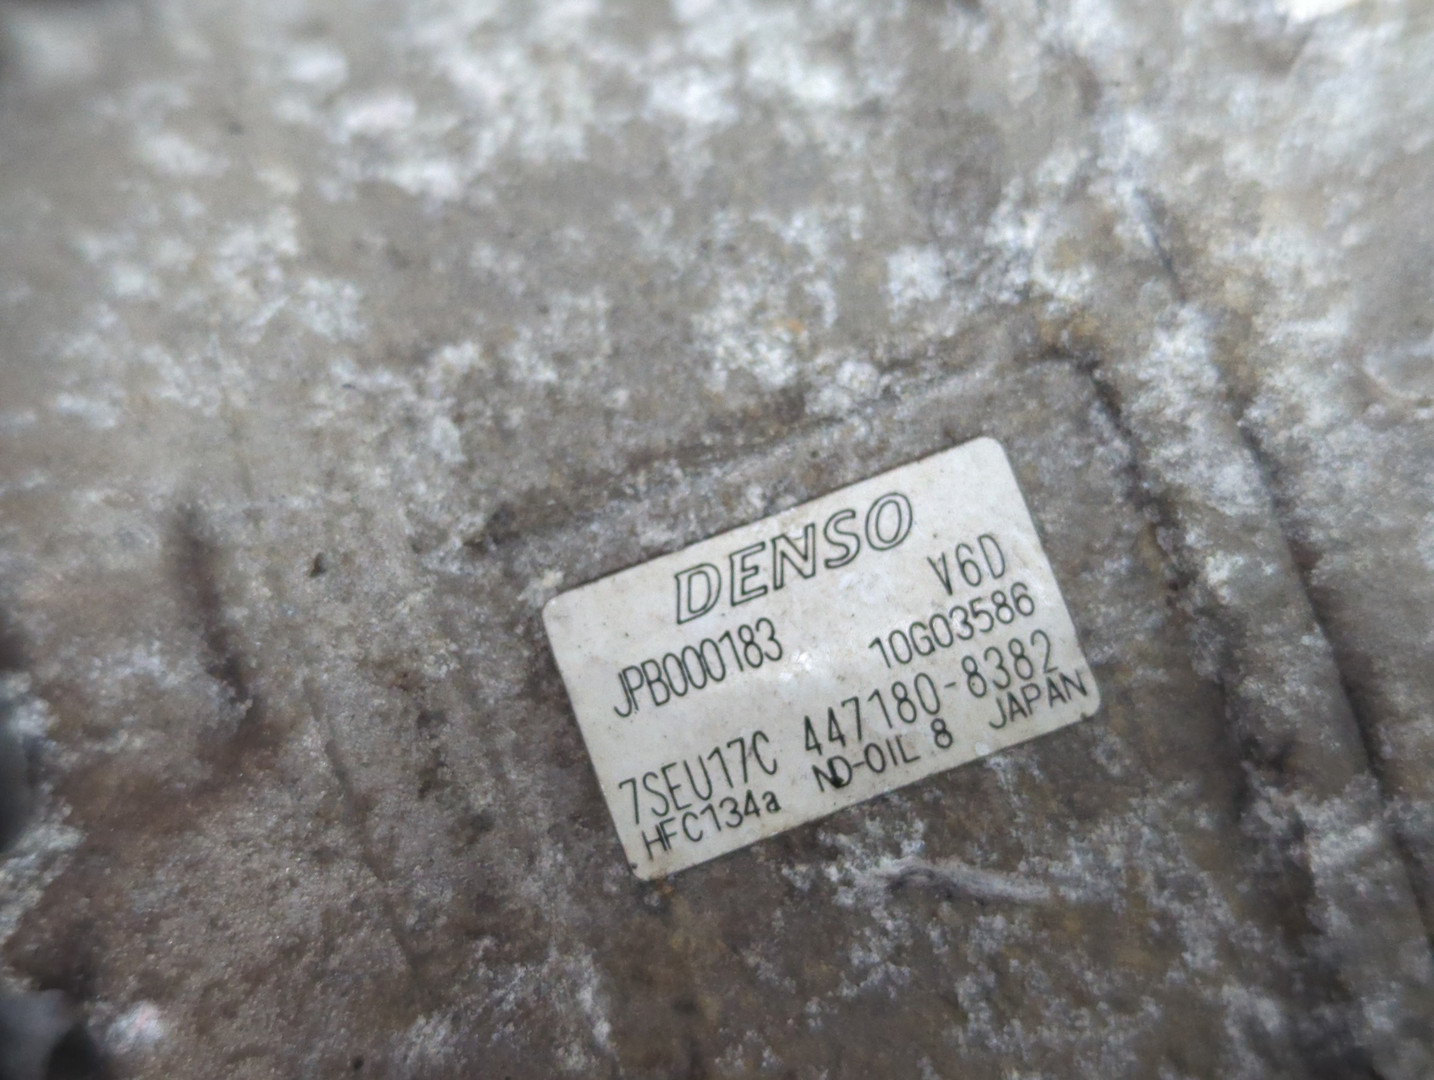 DENSO
V6D
JPB000183 10G03586
7SEU17C 447180-8382
HFC134a ND-OIL 8 JAPAN